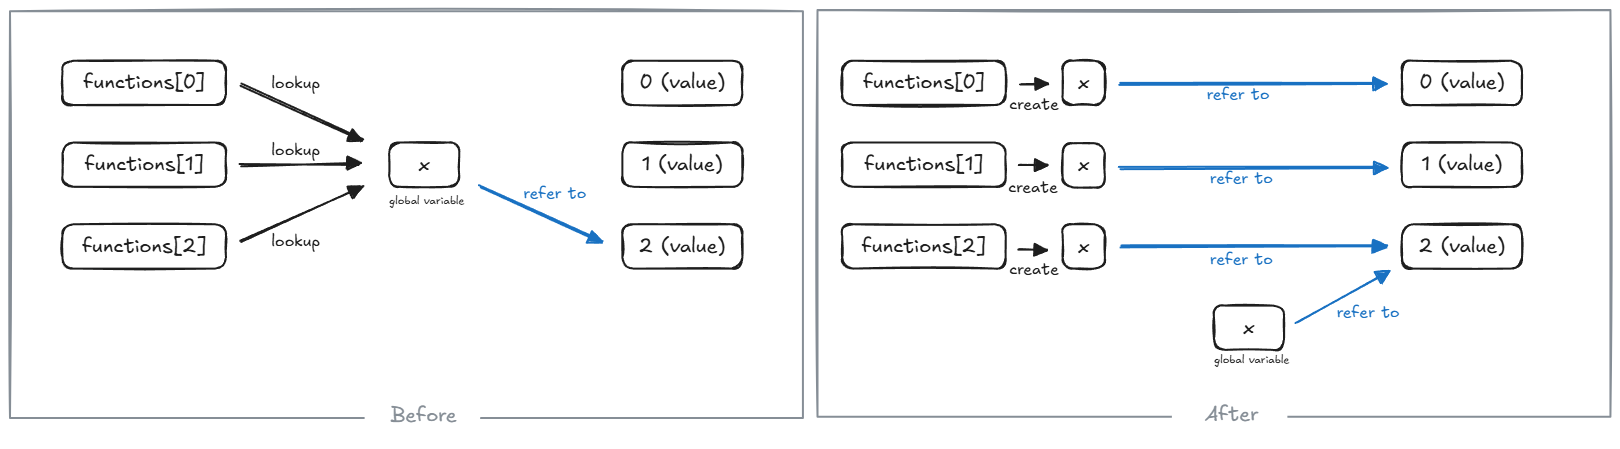 functions[0]
lookup
0 (value)
functions[1]
lookup
x
global variable
1 (value)
refer to
functions[2]
lookup
2 (value)
Before
functions[0]
create
x
refer to
0 (value)
functions[1]
create
x
refer to
1 (value)
functions[2]
create
x
refer to
2 (value)
x
global variable
refer to
After